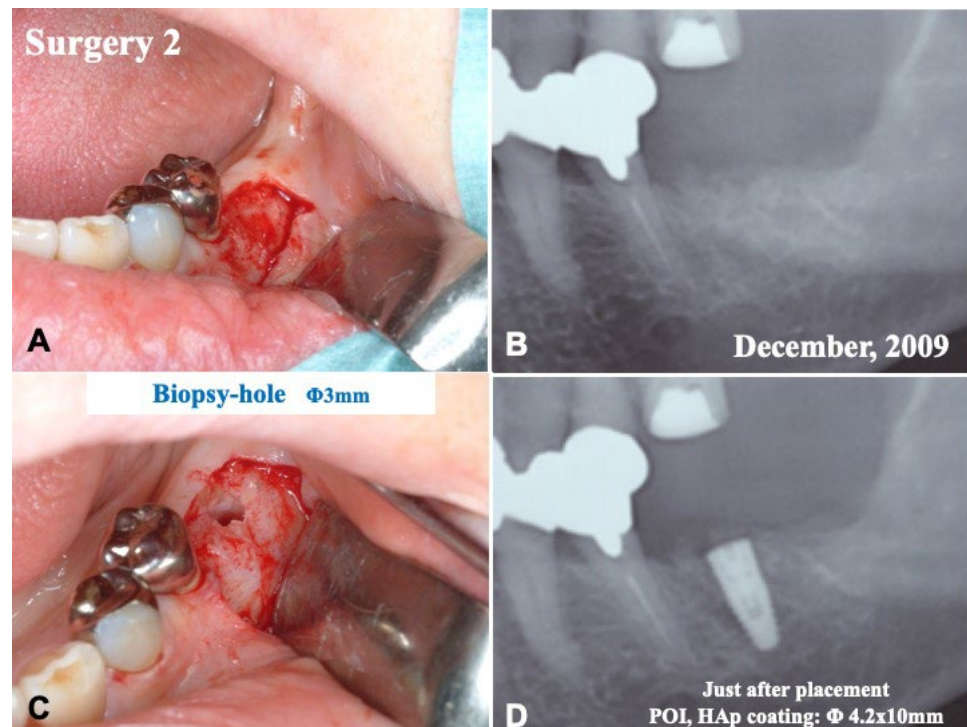 Surgery 2
A
B
December, 2009
Biopsy-hole Φ3mm
C
D
Just after placement
POI, HAp coating: Φ 4.2x10mm